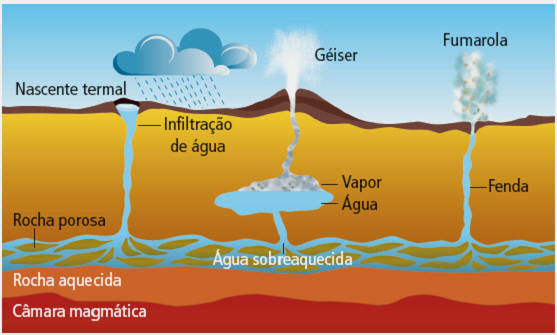 Géiser
Fumarola
Nascente termal
Infiltração
de água
Vapor
Água
Fenda
Rocha porosa
Água sobreaquecida
Rocha aquecida
Câmara magmática